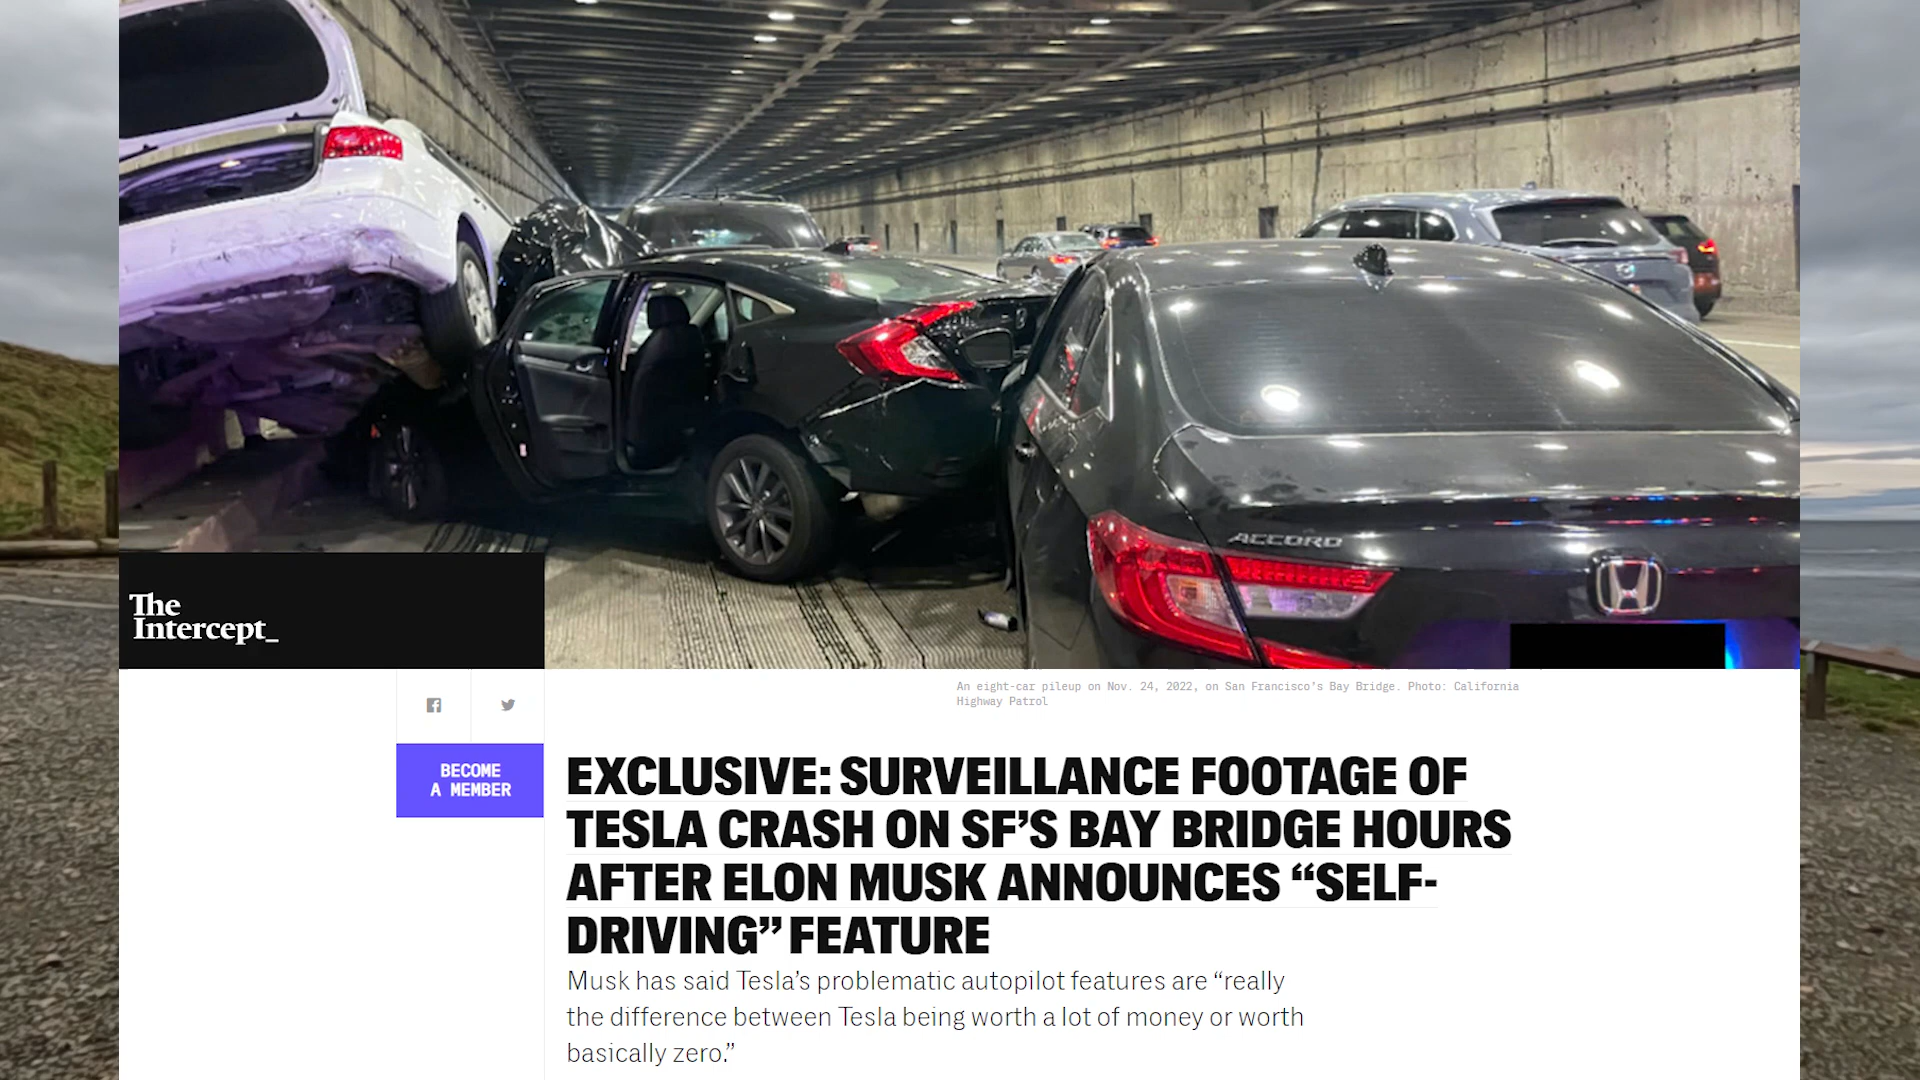 ACCORD
The
Intercept_
An eight-car pileup on Nov. 24, 2022, on San Francisco’s Bay Bridge. Photo: California
Highway Patrol
BECOME
A MEMBER
EXCLUSIVE: SURVEILLANCE FOOTAGE OF
TESLA CRASH ON SF’S BAY BRIDGE HOURS
AFTER ELON MUSK ANNOUNCES “SELF-
DRIVING” FEATURE
Musk has said Tesla’s problematic autopilot features are “really
the difference between Tesla being worth a lot of money or worth
basically zero.”